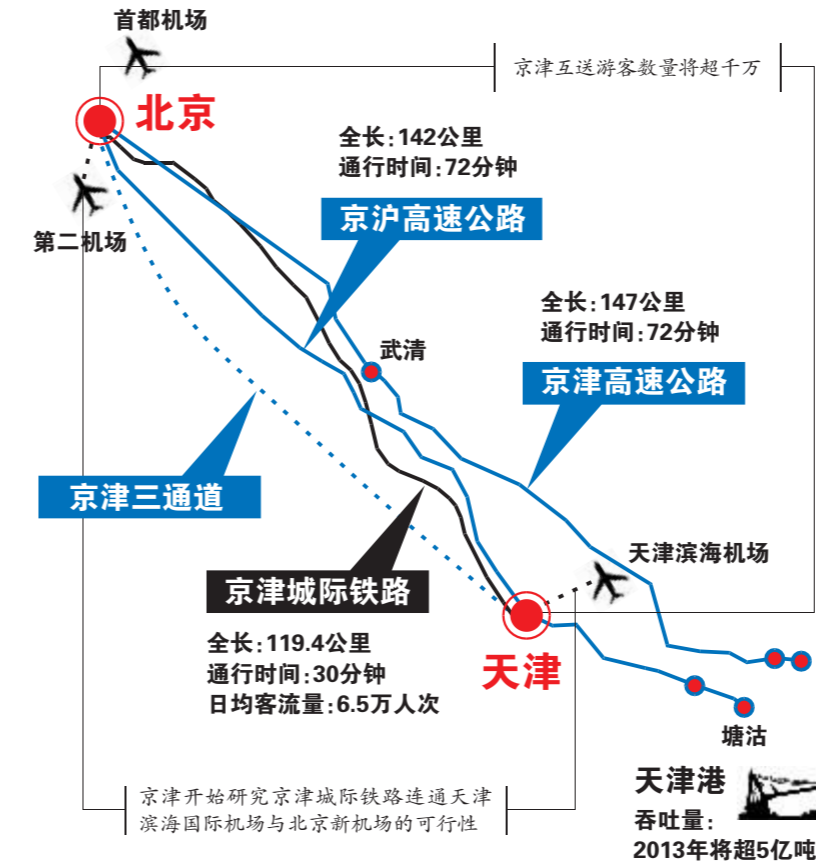 首都机场
京津互送游客数量将超千万
北京
全长：142公里
通行时间：72分钟
京沪高速公路
第二机场
全长：147公里
通行时间：72分钟
武清
京津高速公路
京津三通道
天津滨海机场
京津城际铁路
全长：119.4公里
通行时间：30分钟
日均客流量：6.5万人次
天津
塘沽
天津港
吞吐量：
2013年将超5亿吨
京津开始研究京津城际铁路连通天津
滨海国际机场与北京新机场的可行性